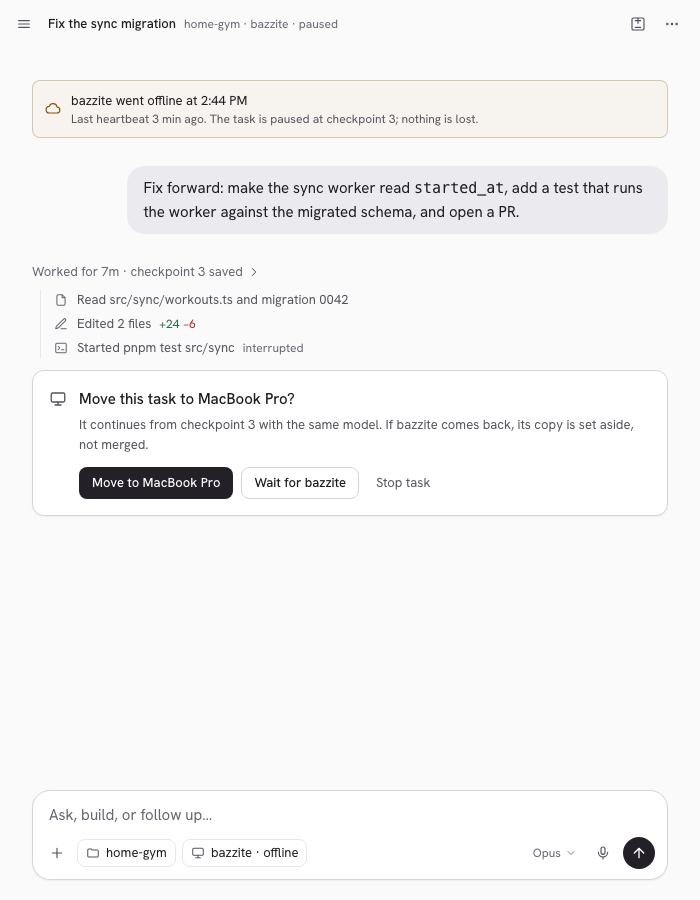 Fix the sync migration home-gym · bazzite · paused
bazzite went offline at 2:44 PM
Last heartbeat 3 min ago. The task is paused at checkpoint 3; nothing is lost.
Fix forward: make the sync worker read started_at, add a test that runs
the worker against the migrated schema, and open a PR.
Worked for 7m · checkpoint 3 saved
Read src/sync/workouts.ts and migration 0042
Edited 2 files +24 −6
Started pnpm test src/sync interrupted
Move this task to MacBook Pro?
It continues from checkpoint 3 with the same model. If bazzite comes back, its copy is set aside,
not merged.
Move to MacBook Pro Wait for bazzite Stop task
Ask, build, or follow up…
home-gym bazzite · offline Opus